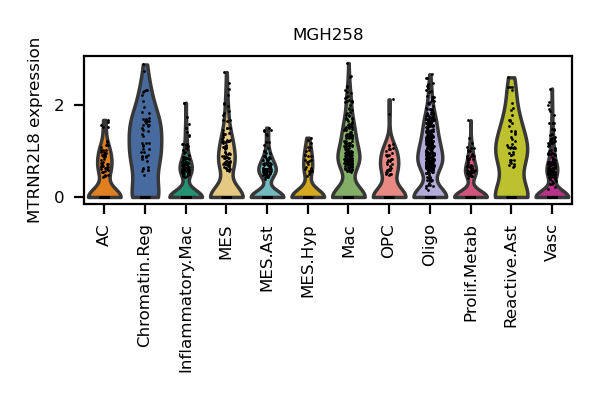 MGH258
MTRNR2L8 expression
2
0
AC
Chromatin.Reg
Inflammatory.Mac
MES
MES.Ast
MES.Hyp
Mac
OPC
Oligo
Prolif.Metab
Reactive.Ast
Vasc